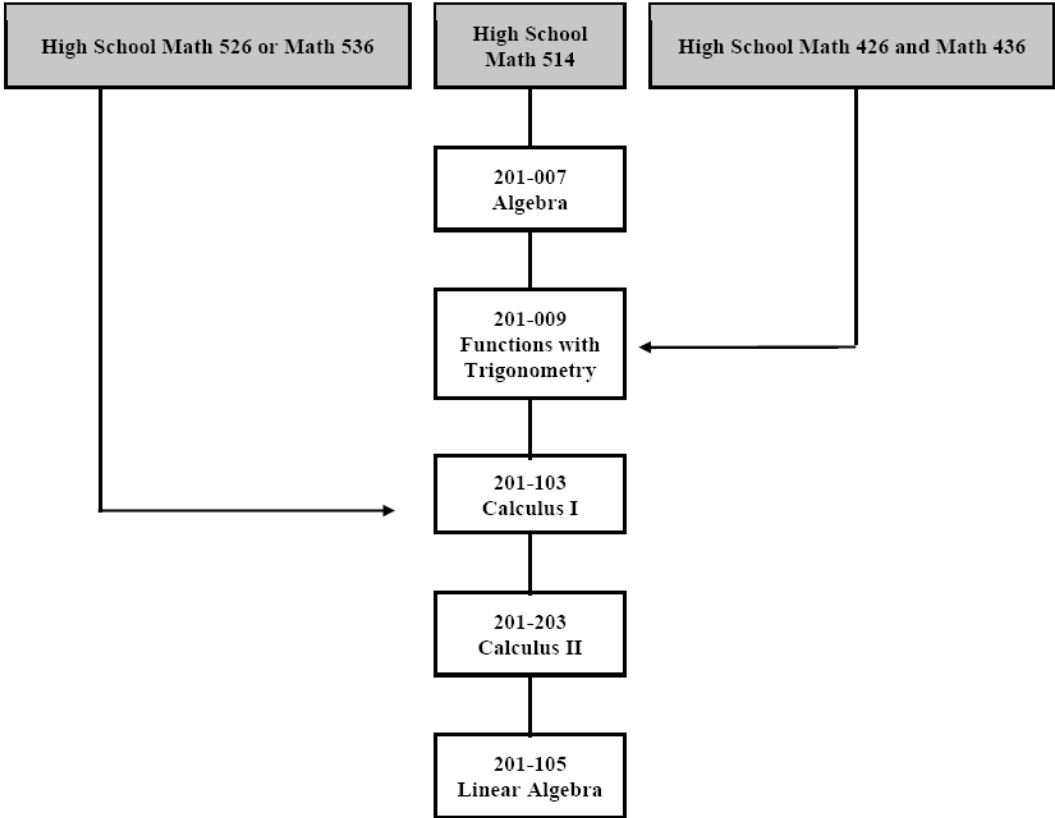 High School Math 526 or Math 536
High School
Math 514
High School Math 426 and Math 436
201-007
Algebra
201-009
Functions with
Trigonometry
201-103
Calculus I
201-203
Calculus II
201-105
Linear Algebra